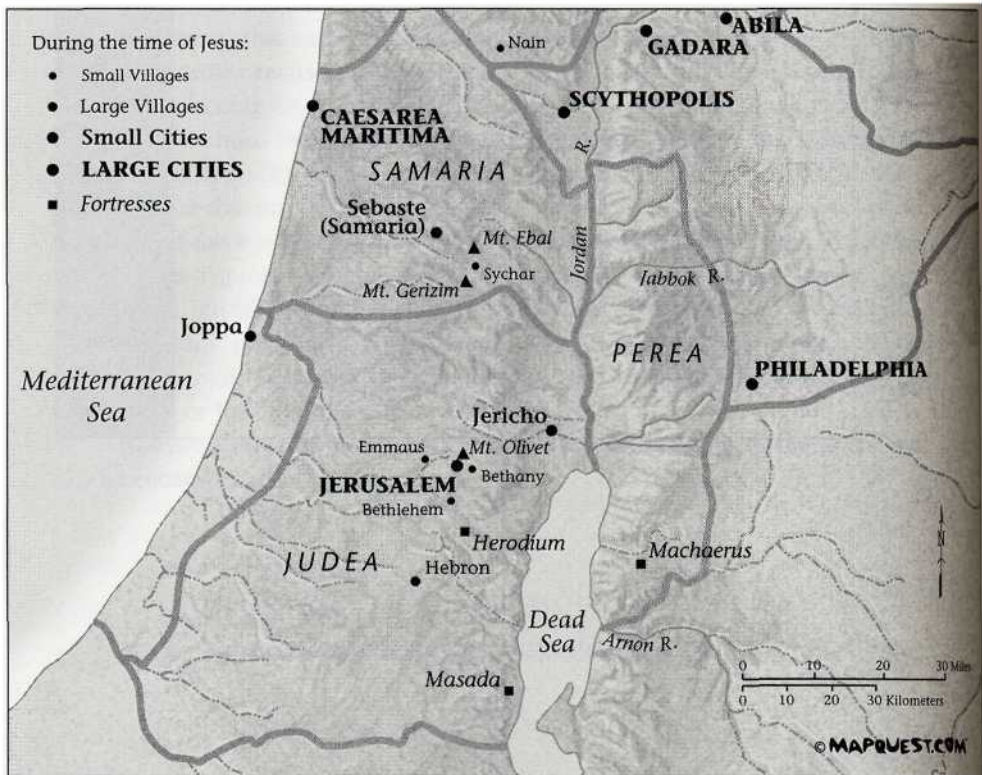 During the time of Jesus:
Small Villages
Large Villages
Small Cities
LARGE CITIES
Fortresses
Nain
ABILA
GADARA
CAESAREA
MARITIMA
SCYTHOPOLIS
SAMARIA
R.
Jordan
Sebaste
(Samaria)
Mt. Ebal
Sychar
Mt. Gerizim
Jabbok R.
Joppa
PEREA
Mediterranean
Sea
PHILADELPHIA
Jericho
Emmaus
Mt. Olivet
Bethany
JERUSALEM
Bethlehem
Herodium
Machaerus
JUDEA
Hebron
N
Dead
Sea
Arnon R.
Masada
0 10 20 30 Miles
0 10 20 30 Kilometers
© MAPQUEST.COM